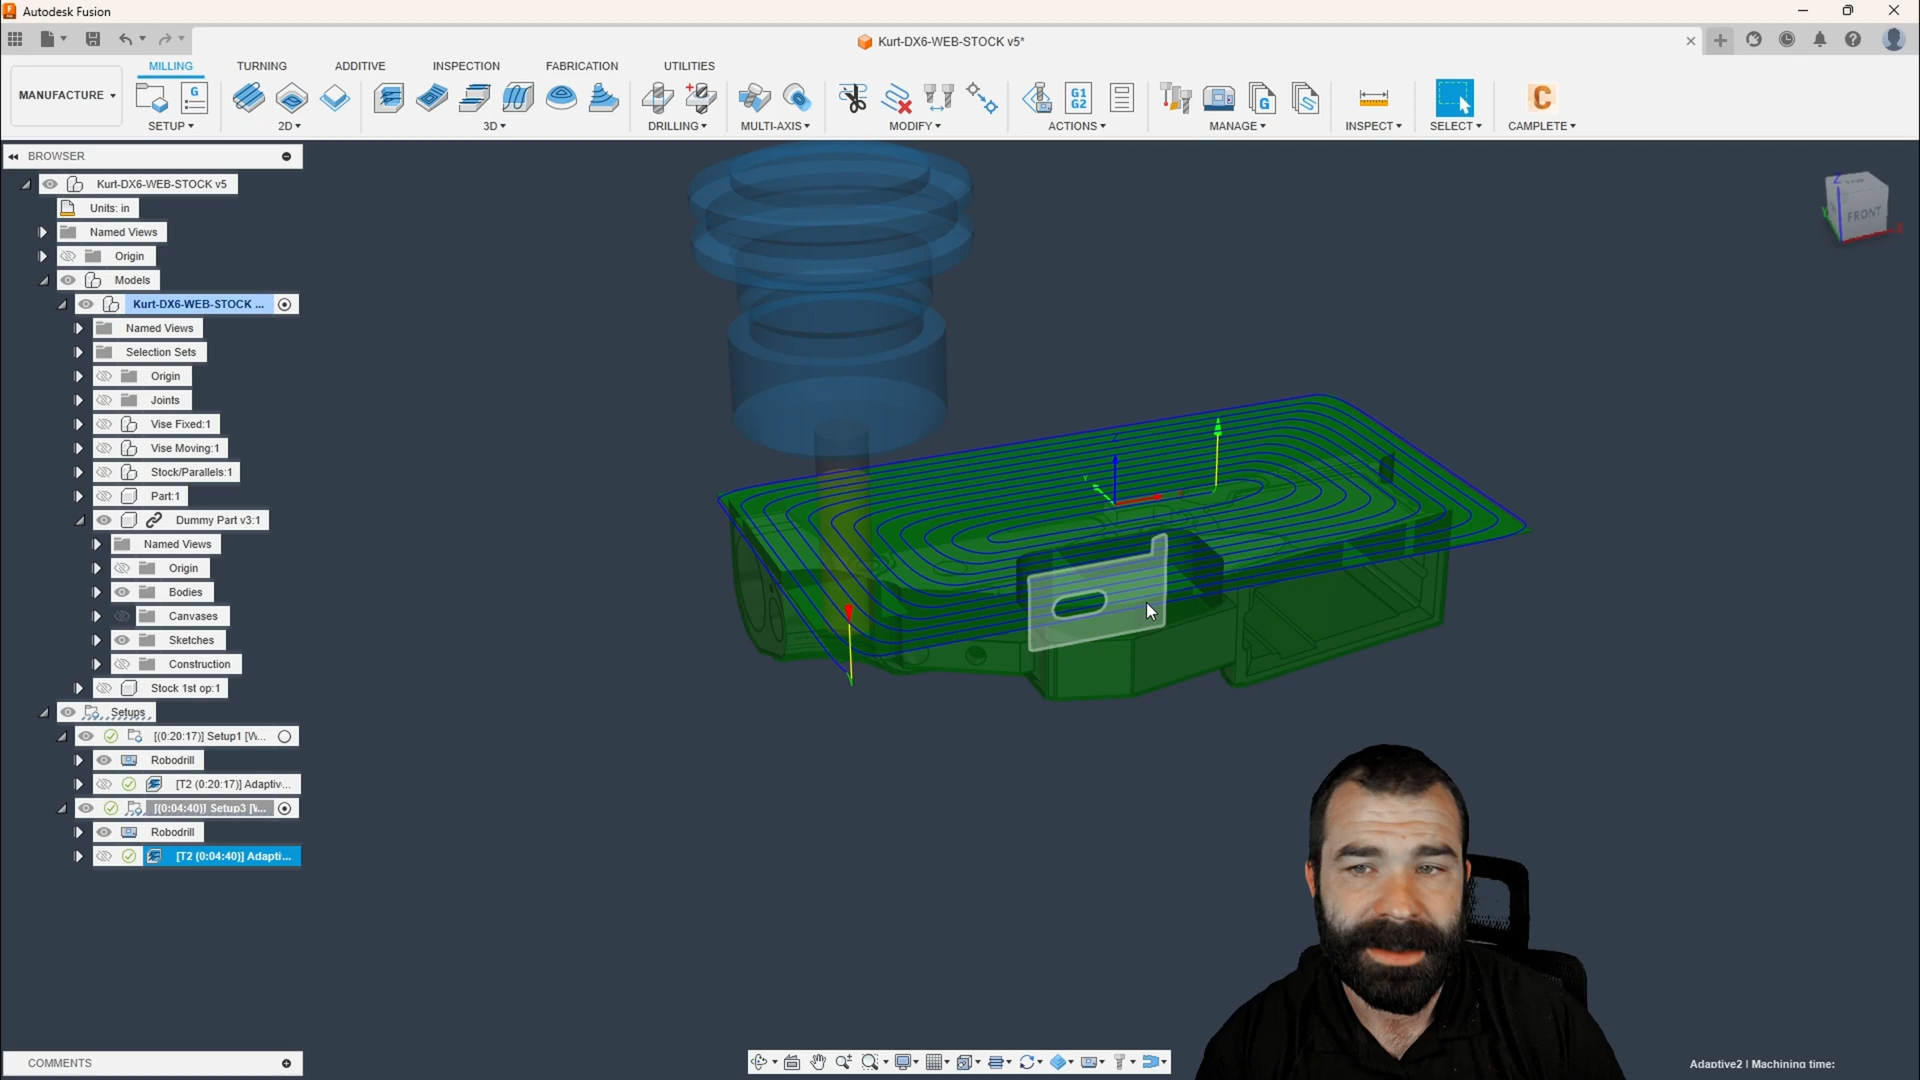 Autodesk Fusion
Kurt-DX6-WEB-STOCK v5*
MILLING
TURNING
ADDITIVE
INSPECTION
FABRICATION
UTILITIES
MANUFACTURE
G
G1
G2
G
C
SETUP
2D
3D
DRILLING
MULTI-AXIS
MODIFY
ACTIONS
MANAGE
INSPECT
SELECT
CAMPLETE
BROWSER
Kurt-DX6-WEB-STOCK v5
Units: in
Named Views
Origin
Models
Kurt-DX6-WEB-STOCK ...
Named Views
Selection Sets
Origin
Joints
Vise Fixed:1
Vise Moving:1
Stock/Parallels:1
Part:1
Dummy Part v3:1
Named Views
Origin
Bodies
Canvases
Sketches
Construction
Stock 1st op:1
Setups
[(0:20:17)] Setup1 [W...
Robodrill
[T2 (0:20:17)] Adaptiv...
[(0:04:40)] Setup3 [W...
Robodrill
[T2 (0:04:40)] Adapti...
COMMENTS
Z
FRONT
Adaptive2 | Machining time: